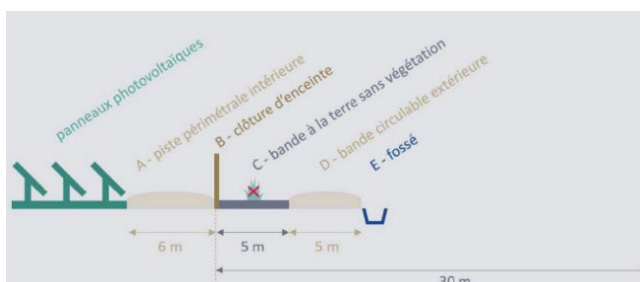 panneaux photovoltaïques
A - piste périmétrale intérieure
B - clôture d'enceinte
C - bande à la terre sans végétation
D - bande circulable extérieure
E - fossé
6 m
5 m
5 m
30 m